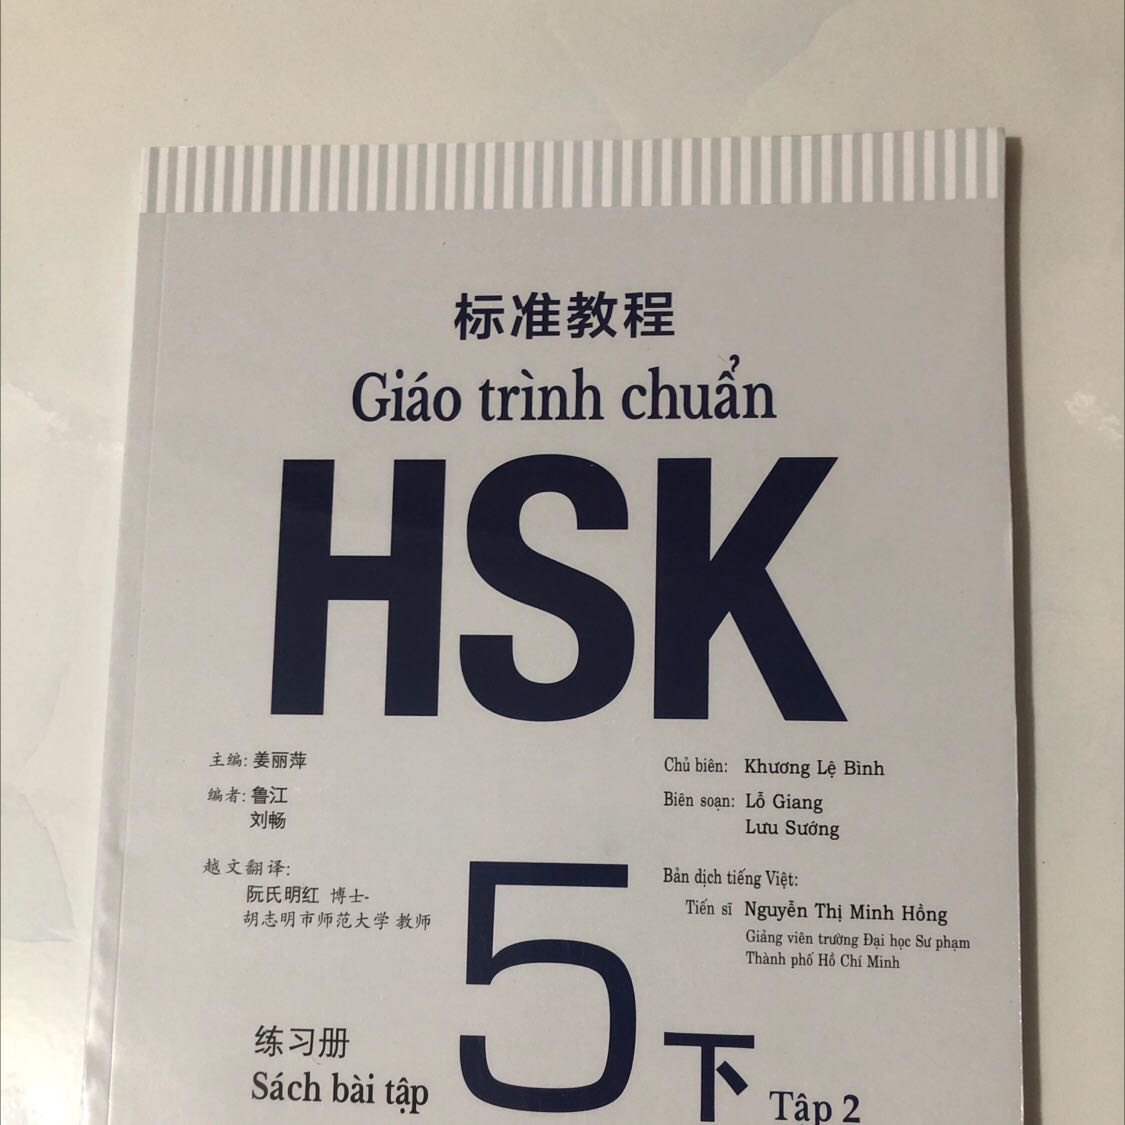 标准教程
Giáo trình chuẩn
HSK
主编: 姜丽萍
编者: 鲁江
刘畅
越文翻译:
阮氏明红 博士-
胡志明市师范大学 教师
Chủ biên: Khương Lệ Bình
Biên soạn: Lỗ Giang
Lưu Sướng
Bản dịch tiếng Việt:
Tiến sĩ Nguyễn Thị Minh Hồng
Giảng viên trường Đại học Sư phạm
Thành phố Hồ Chí Minh
5
下 Tập 2
练习册
Sách bài tập